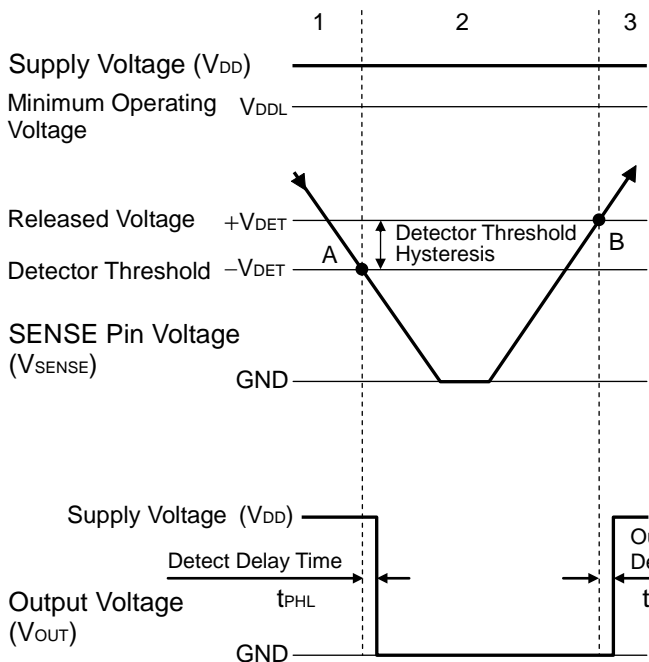 1 2 3
Supply Voltage (VDD)
Minimum Operating
Voltage
VDDL
Released Voltage
+VDET
Detector Threshold
Hysteresis
A
B
Detector Threshold
−VDET
SENSE Pin Voltage
(VSENSE)
GND
Supply Voltage (VDD)
Detect Delay Time
tPHL
Output Voltage
(VOUT)
GND